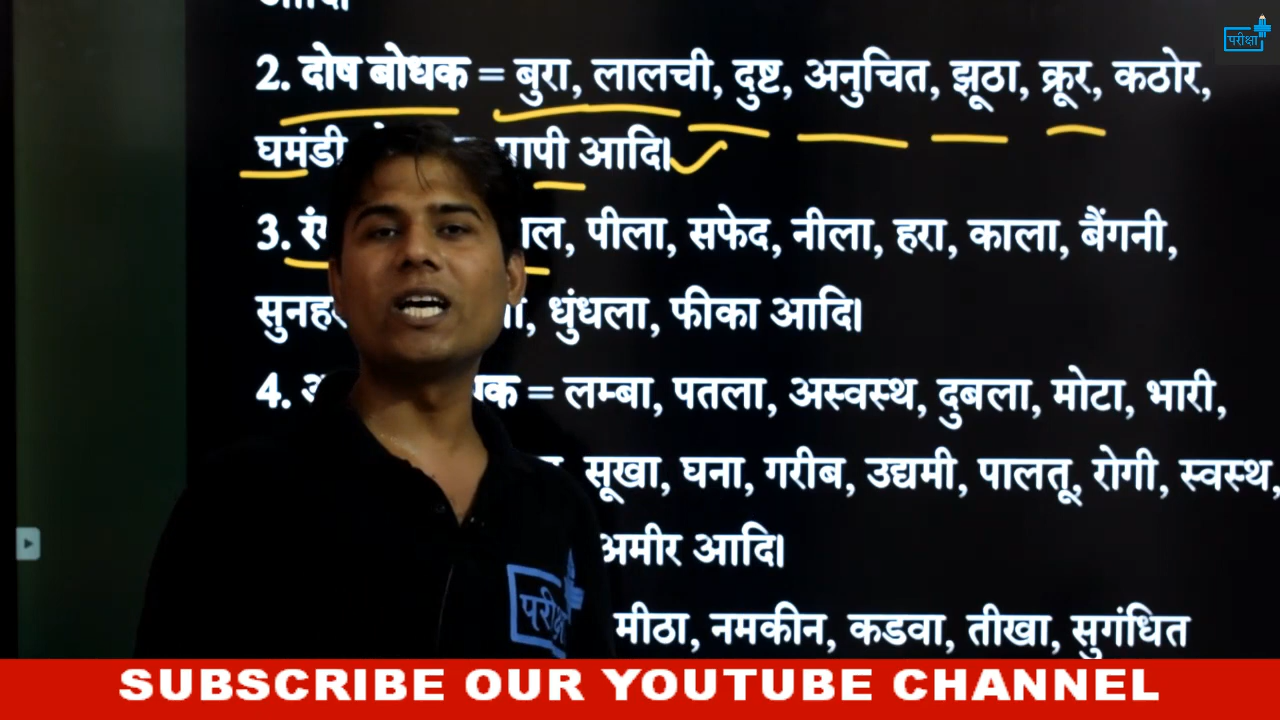 परीक्षा
2. दोष बोधक = बुरा, लालची, दुष्ट, अनुचित, झूठा, क्रूर, कठोर,
घमंडी पापी आदि।
3. पीला, सफेद, नीला, हरा, काला, बैंगनी,
धुंधला, फीका आदि।
4. = लम्बा, पतला, अस्वस्थ, दुबला, मोटा, भारी,
सूखा, घना, गरीब, उद्यमी, पालतू, रोगी, स्वस्थ,
अमीर आदि।
मीठा, नमकीन, कडवा, तीखा, सुगंधित
परीक्षा
SUBSCRIBE OUR YOUTUBE CHANNEL